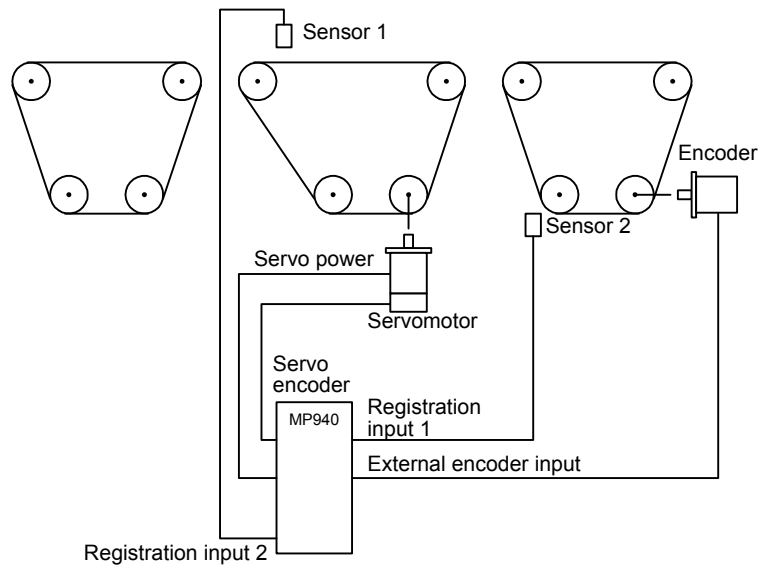 Sensor 1
Encoder
Sensor 2
Servo power
Servomotor
Servo
encoder
MP940
Registration
input 1
External encoder input
Registration input 2